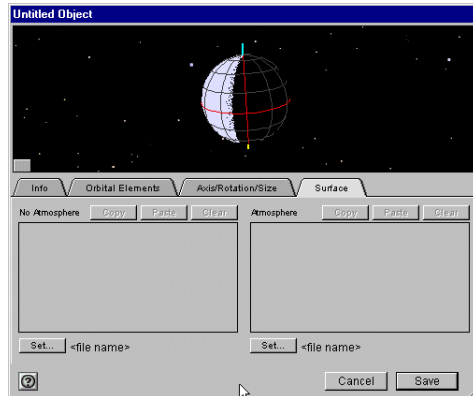 Untitled Object
Info Orbital Elements Axis/Rotation/Size Surface
No Atmosphere Copy Paste Clear Atmosphere Copy Paste Clear
Set... <file name> Set... <file name>
? Cancel Save